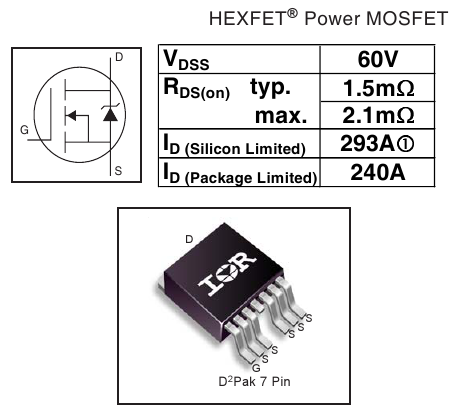 HEXFET® Power MOSFET
D
G
S
VDSS 60V
RDS(on) typ. 1.5mΩ
max. 2.1mΩ
ID (Silicon Limited) 293A①
ID (Package Limited) 240A
D
IOR
S
S
S
S
S
G
D²Pak 7 Pin